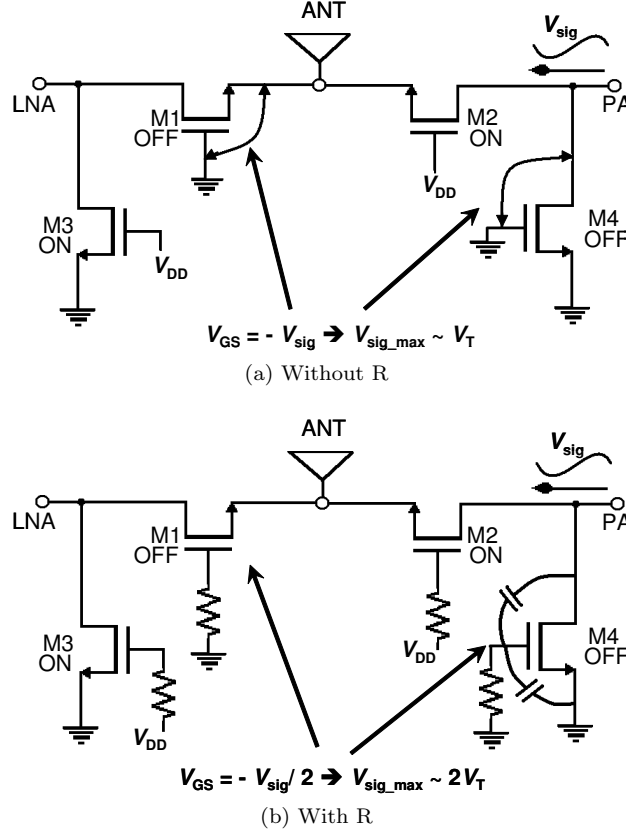 ANT
V_sig
LNA
PA
M1
OFF
M2
ON
V_DD
M3
ON
V_DD
M4
OFF
V_GS = - V_sig ➔ V_sig_max ~ V_T
(a) Without R
ANT
V_sig
LNA
PA
M1
OFF
M2
ON
M3
ON
M4
OFF
V_DD
V_DD
V_GS = - V_sig/ 2 ➔ V_sig_max ~ 2V_T
(b) With R